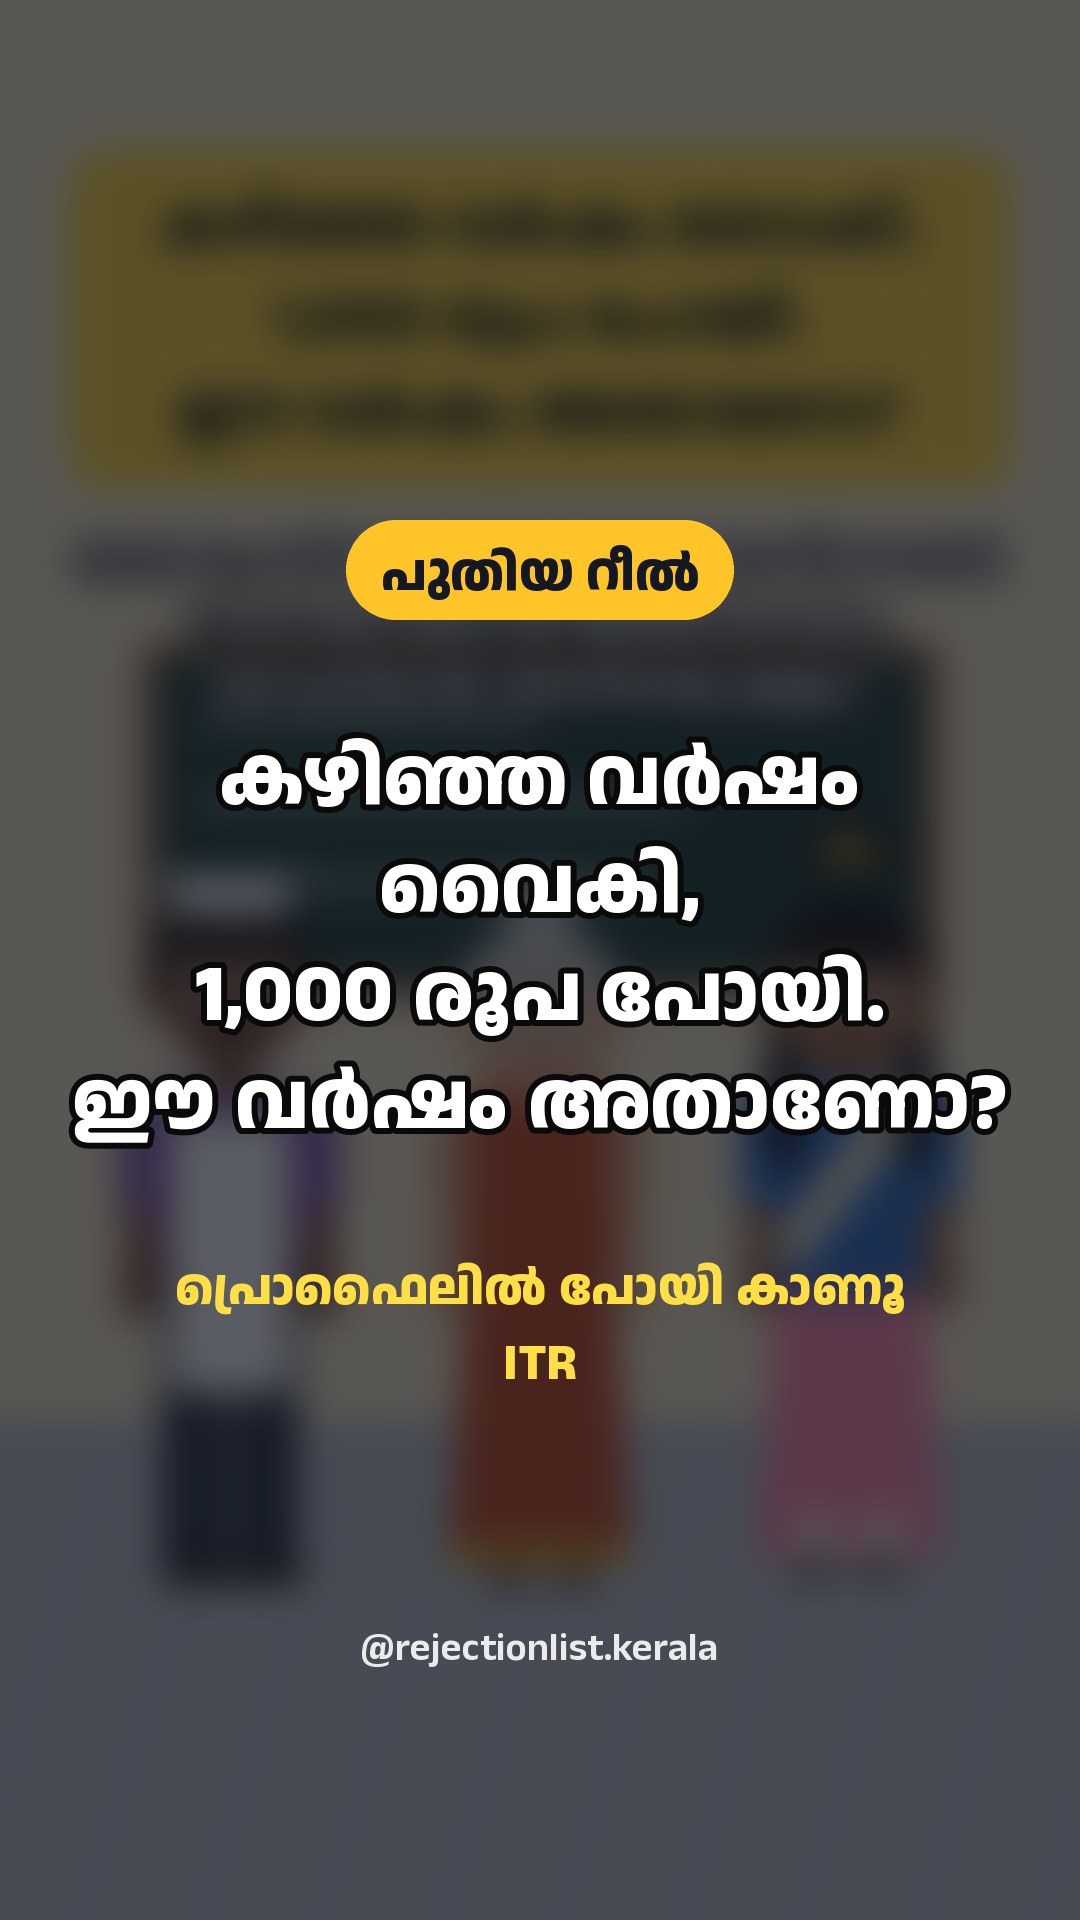 പുതിയ റീൽ
കഴിഞ്ഞ വർഷം
വൈകി,
1,000 രൂപ പോയി.
ഈ വർഷം അതാണോ?
പ്രൊഫൈലിൽ പോയി കാണൂ
ITR
@rejectionlist.kerala